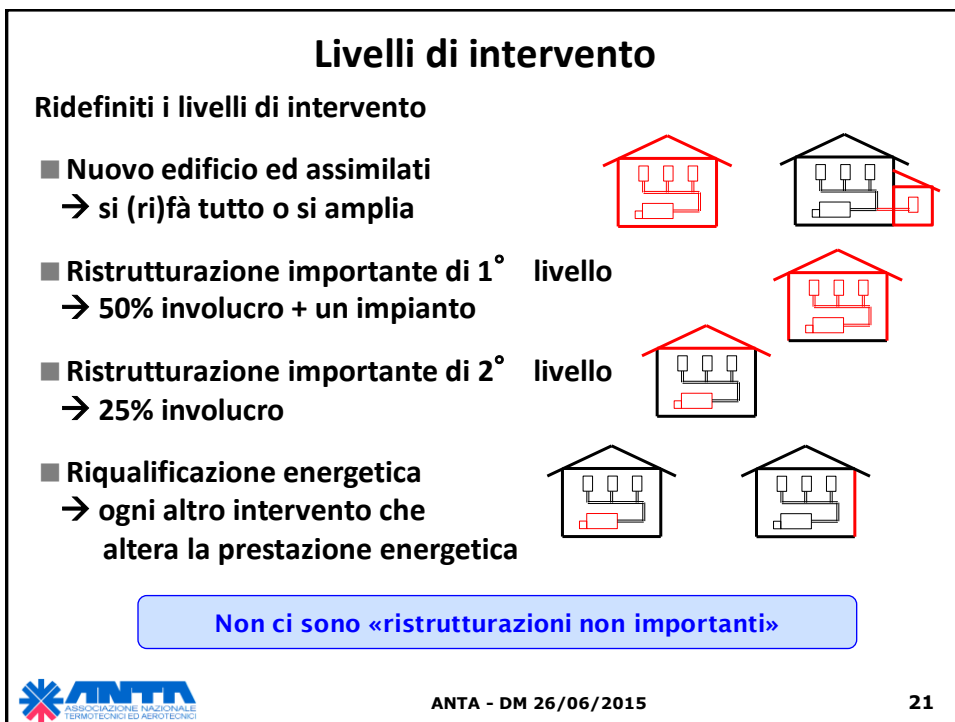 Livelli di intervento
Ridefiniti i livelli di intervento
Nuovo edificio ed assimilati
→ si (ri)fà tutto o si amplia
Ristrutturazione importante di 1° livello
→ 50% involucro + un impianto
Ristrutturazione importante di 2° livello
→ 25% involucro
Riqualificazione energetica
→ ogni altro intervento che
altera la prestazione energetica
Non ci sono «ristrutturazioni non importanti»
ANTA
ASSOCIAZIONE NAZIONALE
TERMOTECNICI ED AEROTECNICI
ANTA - DM 26/06/2015
21